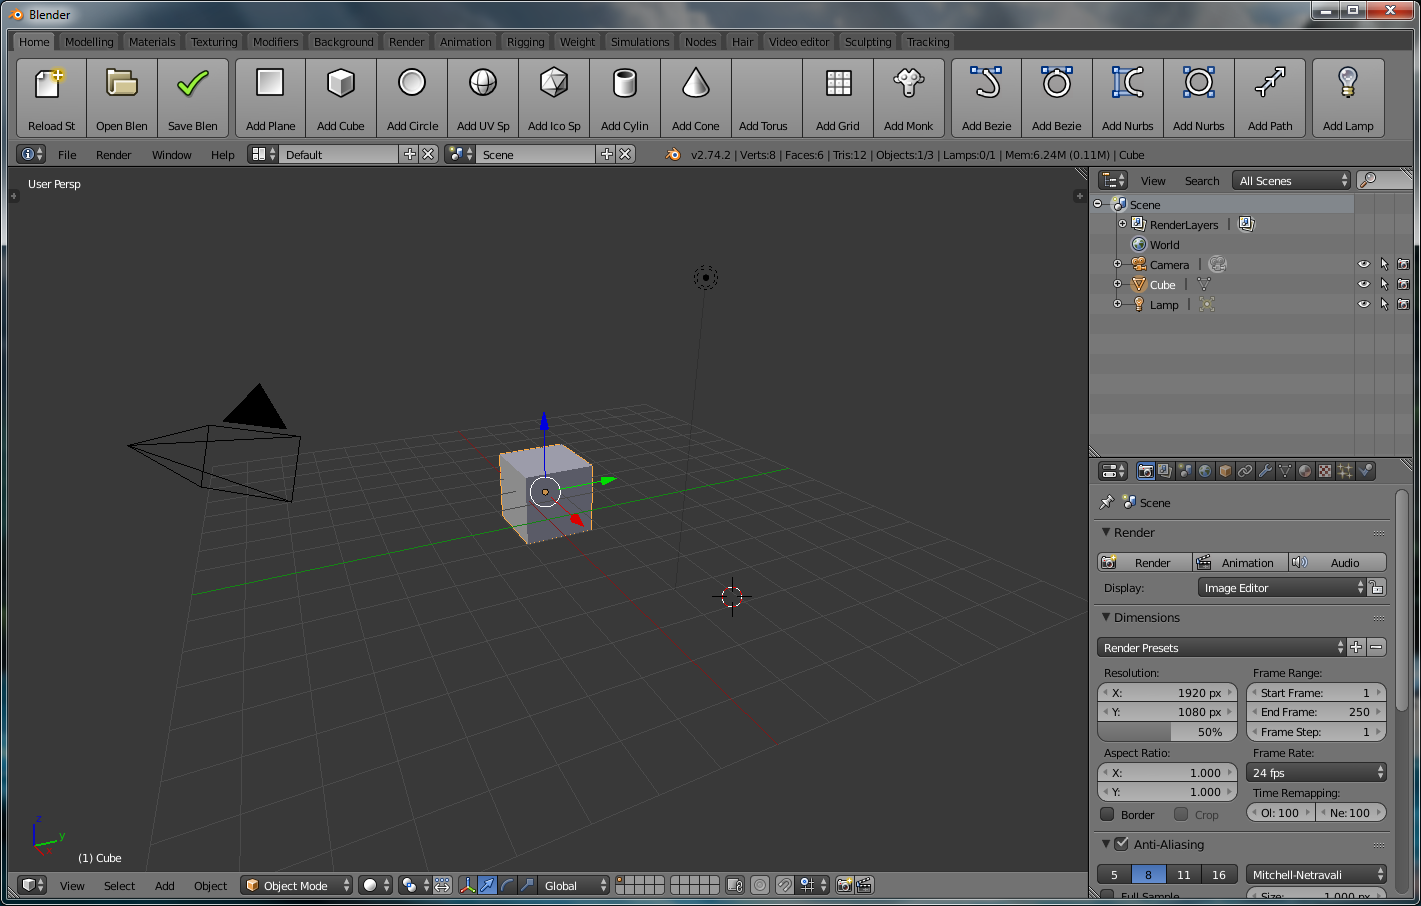 Blender
Home Modelling Materials Texturing Modifiers Background Render Animation Rigging Weight Simulations Nodes Hair Video editor Sculpting Tracking
Reload St Open Blen Save Blen Add Plane Add Cube Add Circle Add UV Sp Add Ico Sp Add Cylin Add Cone Add Torus Add Grid Add Monk Add Bezie Add Bezie Add Nurbs Add Nurbs Add Path Add Lamp
File Render Window Help Default Scene v2.74.2 | Verts:8 | Faces:6 | Tris:12 | Objects:1/3 | Lamps:0/1 | Mem:6.24M (0.11M) | Cube
User Persp
View Search All Scenes
Scene
RenderLayers
World
Camera
Cube
Lamp
Scene
Render
Render Animation Audio
Display: Image Editor
Dimensions
Render Presets
Resolution: Frame Range:
X: 1920 px Start Frame: 1
Y: 1080 px End Frame: 250
50% Frame Step: 1
Aspect Ratio: Frame Rate:
X: 1.000 24 fps
Y: 1.000 Time Remapping:
Border Crop Ol: 100 Ne: 100
Anti-Aliasing
5 8 11 16 Mitchell-Netravali
Full Sample Size: 1.000 px
z
y
x
(1) Cube
View Select Add Object Object Mode Global